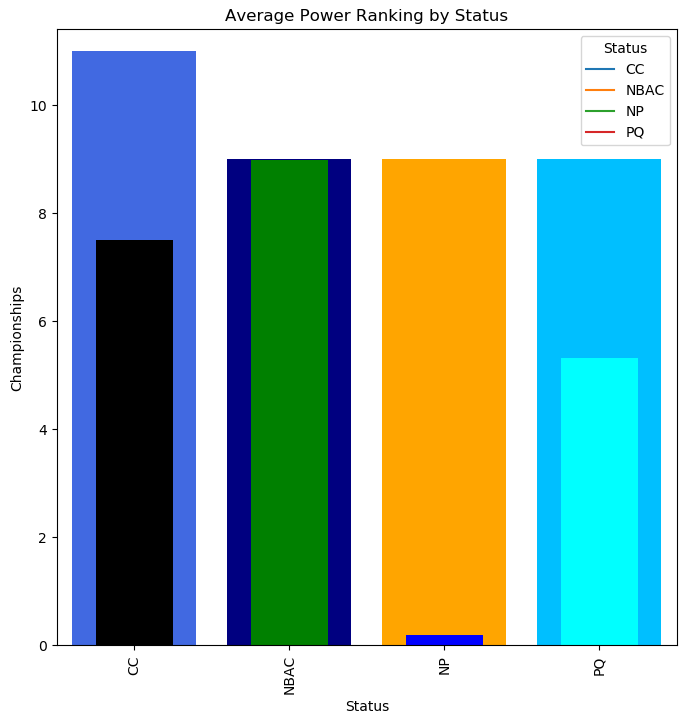 Average Power Ranking by Status
Status
CC
NBAC
NP
PQ
Championships
10
8
6
4
2
0
CC
NBAC
NP
PQ
Status